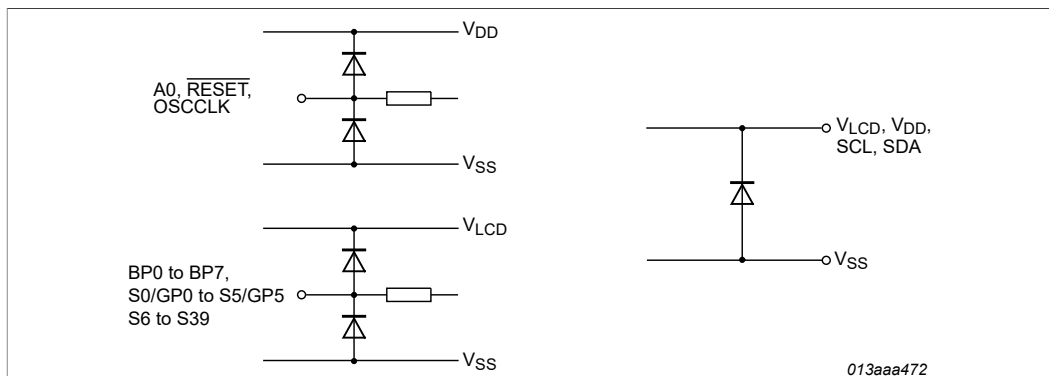 VDD
A0, RESET,
OSCCLK
VSS
VLCD
BP0 to BP7,
S0/GP0 to S5/GP5
S6 to S39
VSS
VLCD, VDD,
SCL, SDA
VSS
013aaa472